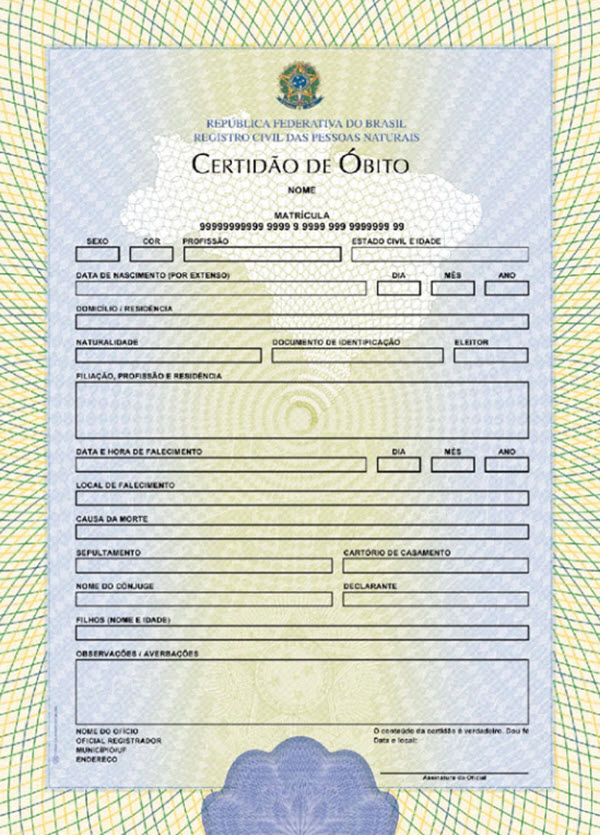 REPÚBLICA FEDERATIVA DO BRASIL
REGISTRO CIVIL DAS PESSOAS NATURAIS
CERTIDÃO DE ÓBITO
NOME
MATRÍCULA
99999999999 9999 9 9999 999 9999999 99
SEXO COR PROFISSÃO ESTADO CIVIL E IDADE
DATA DE NASCIMENTO (POR EXTENSO) DIA MÊS ANO
DOMICÍLIO / RESIDÊNCIA
NATURALIDADE DOCUMENTO DE IDENTIFICAÇÃO ELEITOR
FILIAÇÃO, PROFISSÃO E RESIDÊNCIA
DATA E HORA DE FALECIMENTO DIA MÊS ANO
LOCAL DE FALECIMENTO
CAUSA DA MORTE
SEPULTAMENTO CARTÓRIO DE CASAMENTO
NOME DO CÔNJUGE DECLARANTE
FILHOS (NOME E IDADE)
OBSERVAÇÕES / AVERBAÇÕES
NOME DO OFÍCIO O conteúdo da certidão é verdadeiro. Dou fé
OFICIAL REGISTRADOR Data e local:
MUNICÍPIO/UF
ENDEREÇO
Assinatura do Oficial